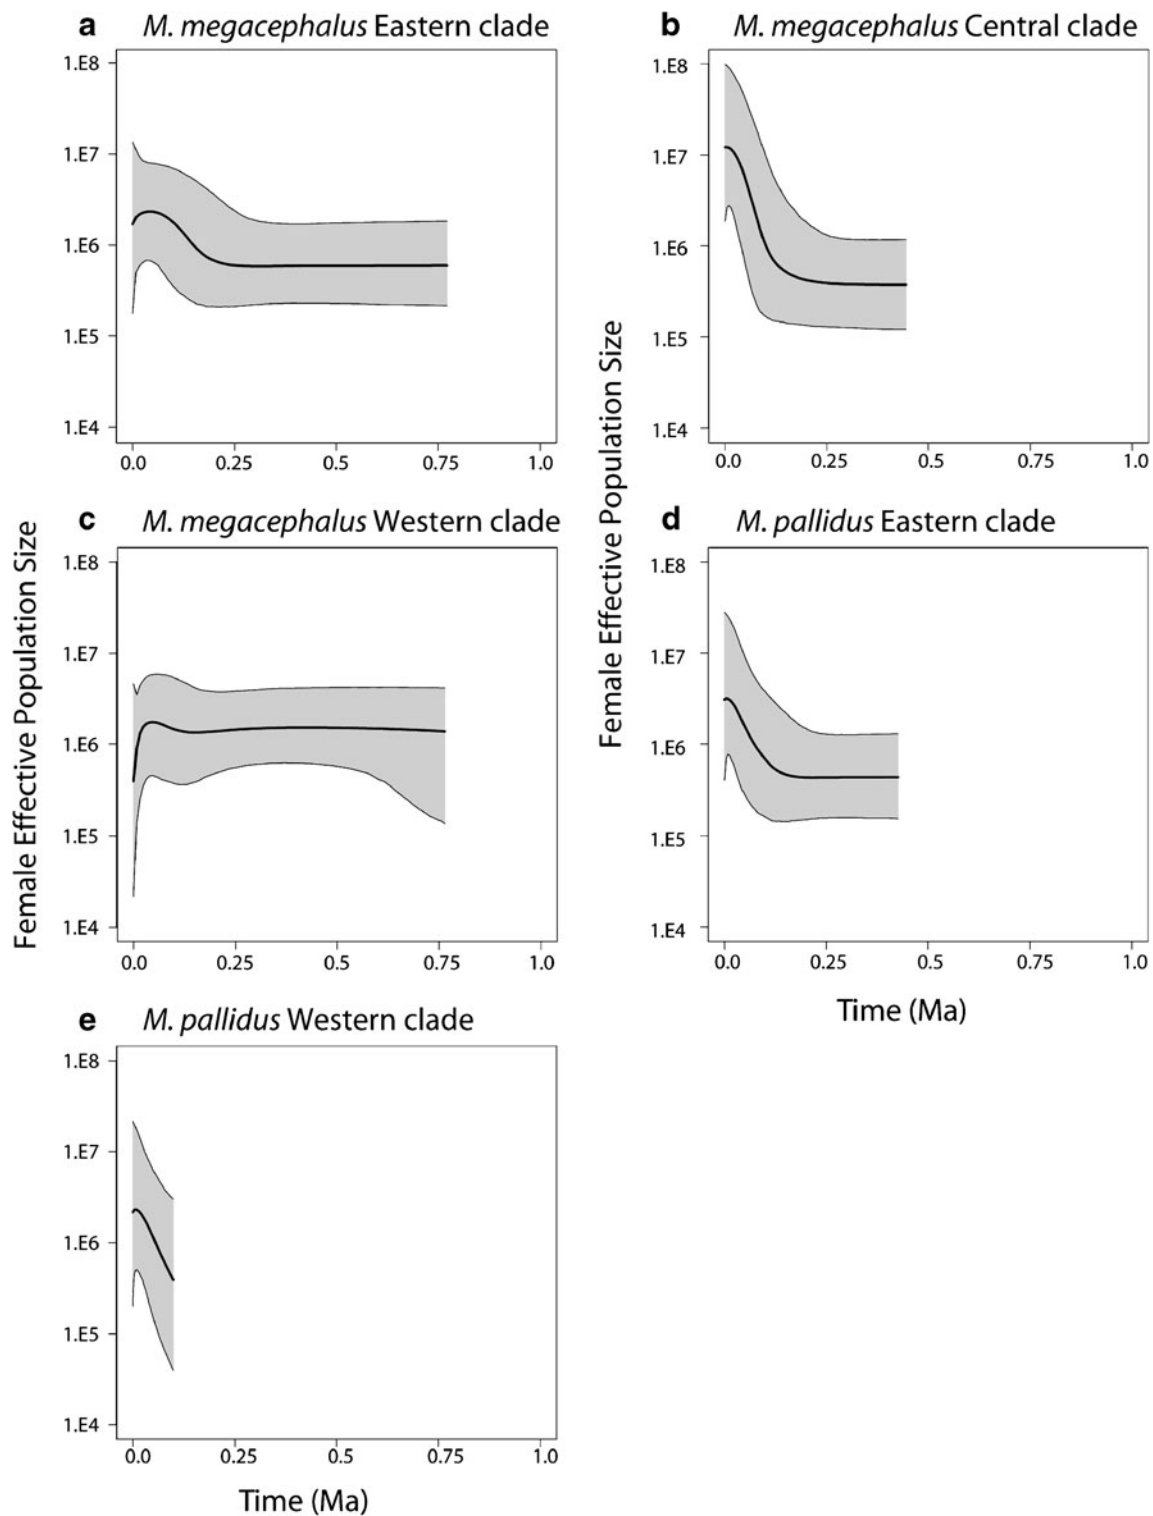 a M. megacephalus Eastern clade
1.E8
1.E7
1.E6
1.E5
1.E4
0.0 0.25 0.5 0.75 1.0
b M. megacephalus Central clade
1.E8
1.E7
1.E6
1.E5
1.E4
0.0 0.25 0.5 0.75 1.0
Female Effective Population Size
c M. megacephalus Western clade
1.E8
1.E7
1.E6
1.E5
1.E4
0.0 0.25 0.5 0.75 1.0
Female Effective Population Size
d M. pallidus Eastern clade
1.E8
1.E7
1.E6
1.E5
1.E4
0.0 0.25 0.5 0.75 1.0
Time (Ma)
e M. pallidus Western clade
1.E8
1.E7
1.E6
1.E5
1.E4
0.0 0.25 0.5 0.75 1.0
Time (Ma)